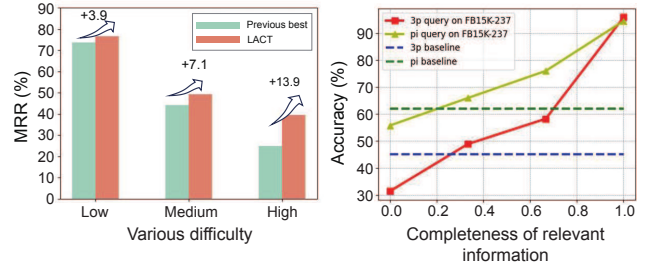 +3.9
Previous best
LACT
+7.1
+13.9
MRR (%)
90
80
70
60
50
40
30
20
10
0
Low Medium High
Various difficulty
3p query on FB15K-237
pi query on FB15K-237
3p baseline
pi baseline
Accuracy (%)
90
80
70
60
50
40
30
0.0 0.2 0.4 0.6 0.8 1.0
Completeness of relevant
information